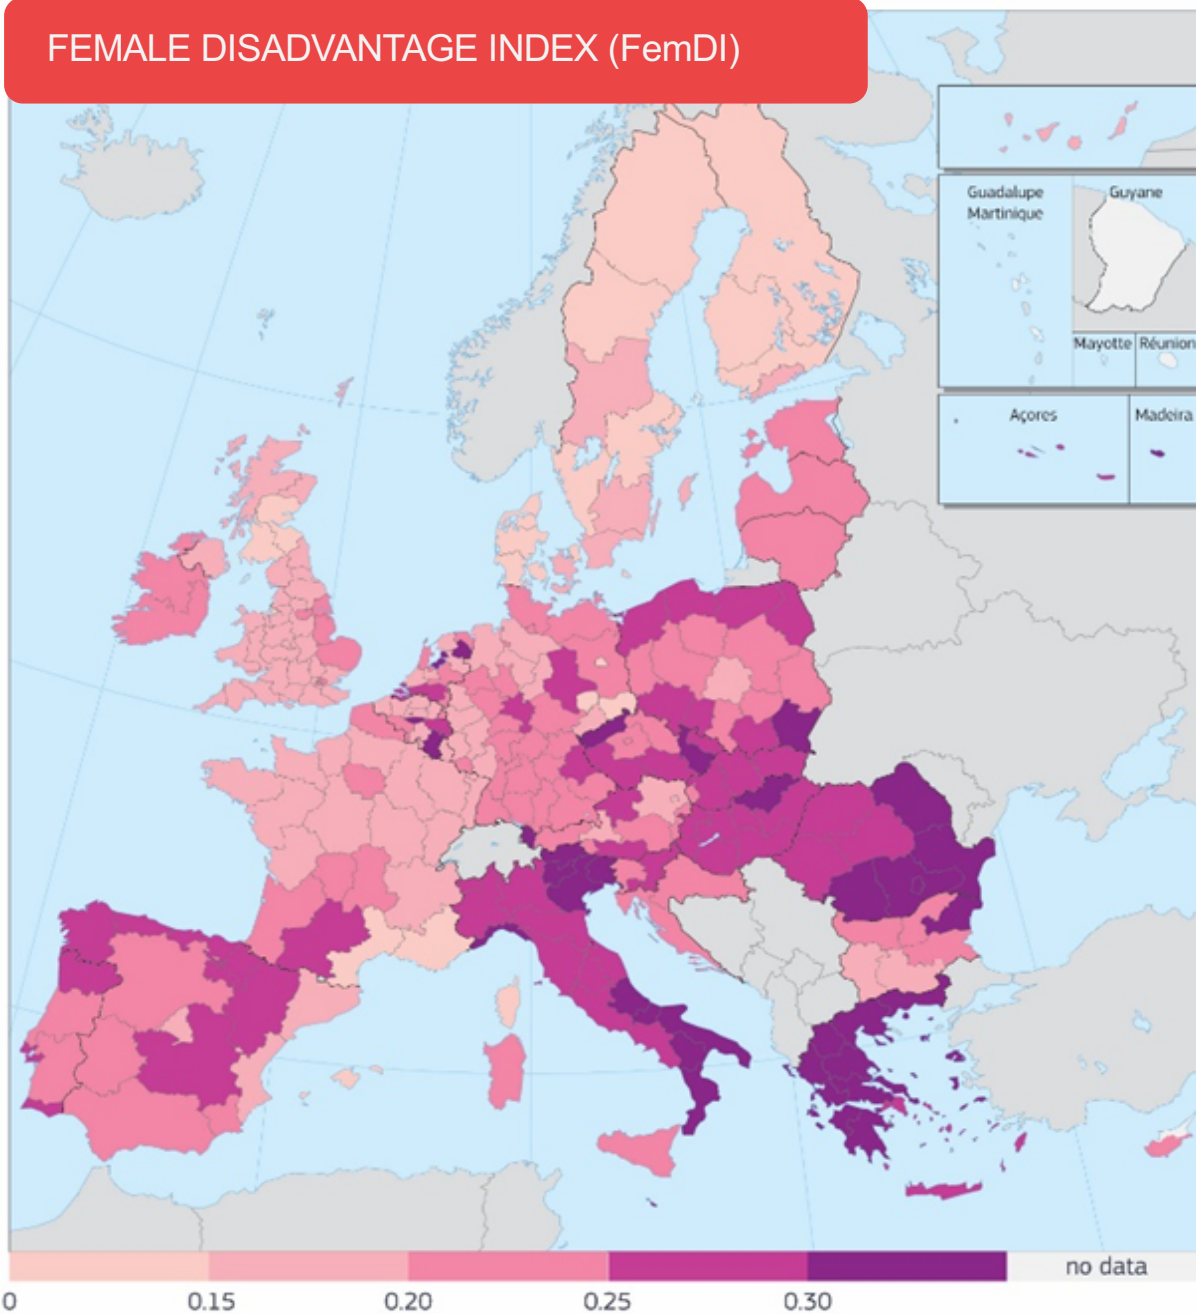 FEMALE DISADVANTAGE INDEX (FemDI)
Guadalupe
Martinique
Guyane
Mayotte
Réunion
Açores
Madeira
no data
0
0.15
0.20
0.25
0.30